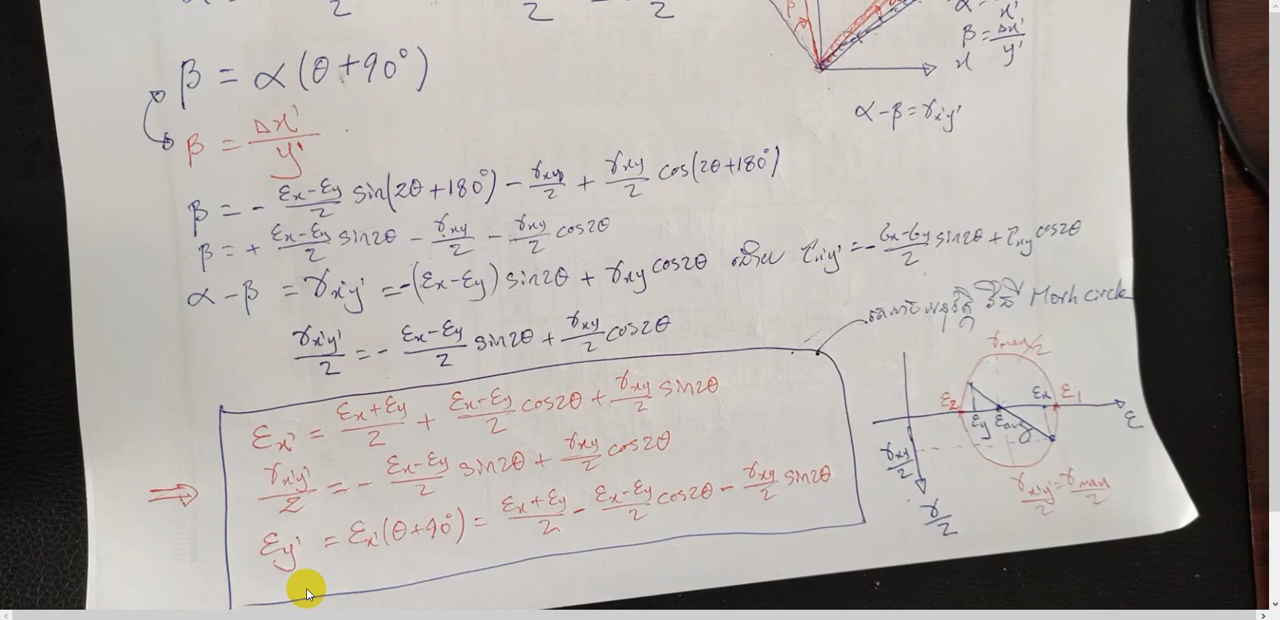 β = α(θ+90°)
α-β = γx'y'
β = Δx'/y'
β = Δx'/y'
x
β = - (εx-εy)/2 sin(2θ+180°) - γxy/2 + γxy/2 cos(2θ+180°)
β = + (εx-εy)/2 sin2θ - γxy/2 - γxy/2 cos2θ
α-β = γx'y' = -(εx-εy) sin2θ + γxy cos2θ τx'y' = - (σx-σy)/2 sin2θ + τxy cos2θ
γx'y'/2 = - (εx-εy)/2 sin2θ + γxy/2 cos2θ
Morh circle
γmax/2
εx' = (εx+εy)/2 + (εx-εy)/2 cos2θ + γxy/2 sin2θ
ε2 εy εavg εx ε1 ε
⇒ γx'y'/2 = - (εx-εy)/2 sin2θ + γxy/2 cos2θ
γxy/2
γx'y'/2 = γmax/2
εy' = εx'(θ+90°) = (εx+εy)/2 - (εx-εy)/2 cos2θ - γxy/2 sin2θ
γ/2